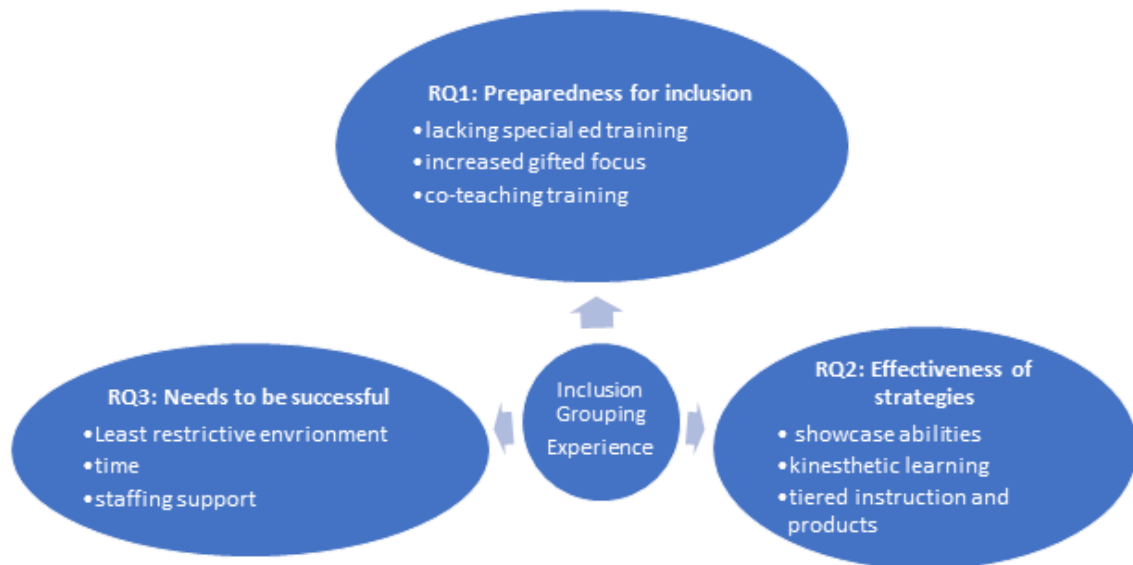 RQ1: Preparedness for inclusion
•lacking special ed training
•increased gifted focus
•co-teaching training
Inclusion
Grouping
Experience
RQ2: Effectiveness of
strategies
• showcase abilities
•kinesthetic learning
•tiered instruction and
products
RQ3: Needs to be successful
•Least restrictive envrionment
•time
•staffing support